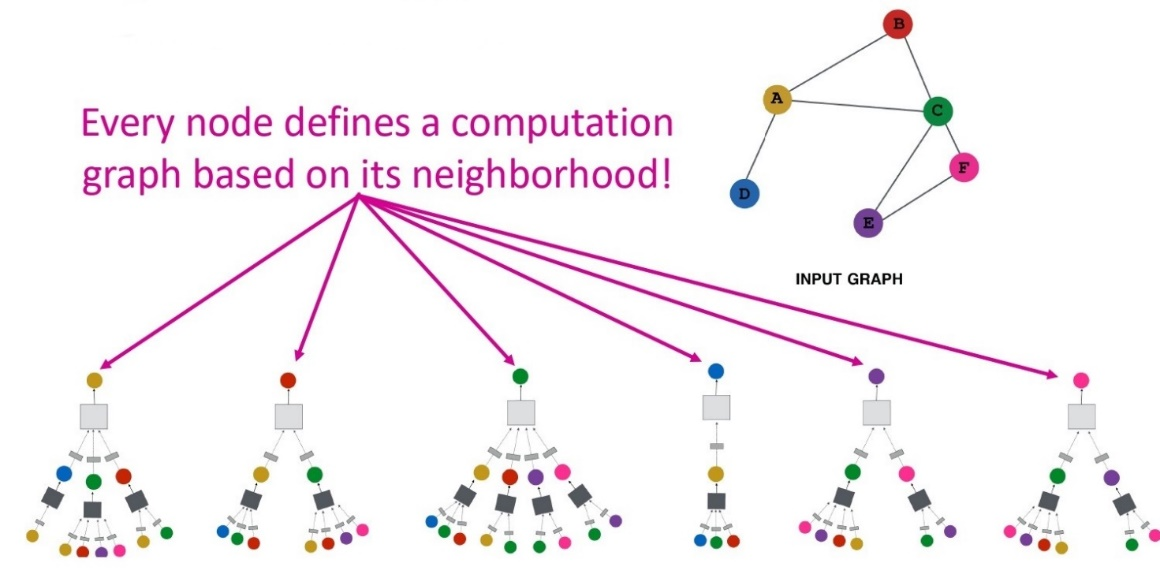 Every node defines a computation
graph based on its neighborhood!
B
A
C
F
D
E
INPUT GRAPH